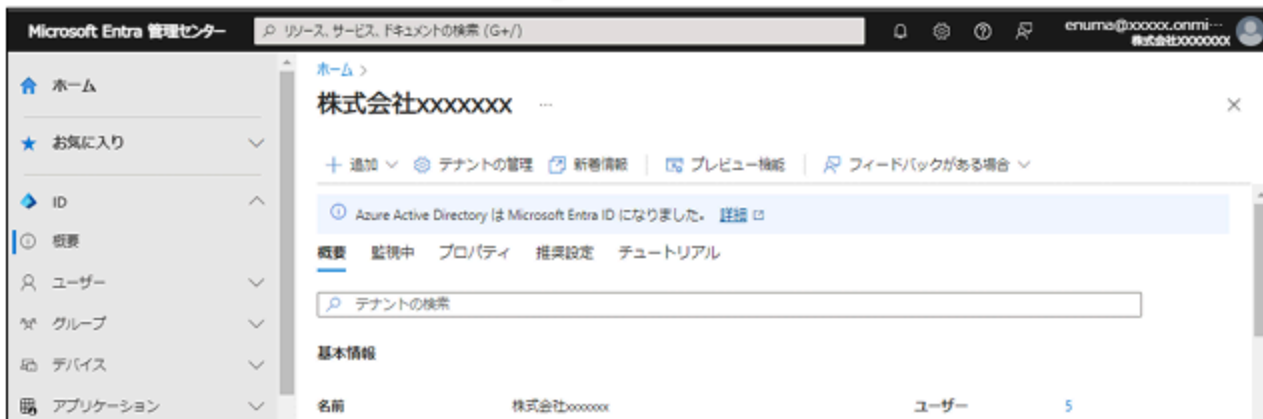 Microsoft Entra 管理センター
リソース、サービス、ドキュメントの検索 (G+/)
enuma@xxxxx.onmi…
株式会社XXXXXXX
ホーム
お気に入り
ID
概要
ユーザー
グループ
デバイス
アプリケーション
ホーム >
株式会社xxxxxxx …
追加
テナントの管理
新着情報
プレビュー機能
フィードバックがある場合
Azure Active Directory は Microsoft Entra ID になりました。 詳細
概要 監視中 プロパティ 推奨設定 チュートリアル
テナントの検索
基本情報
名前 株式会社xxxxxxx ユーザー 5